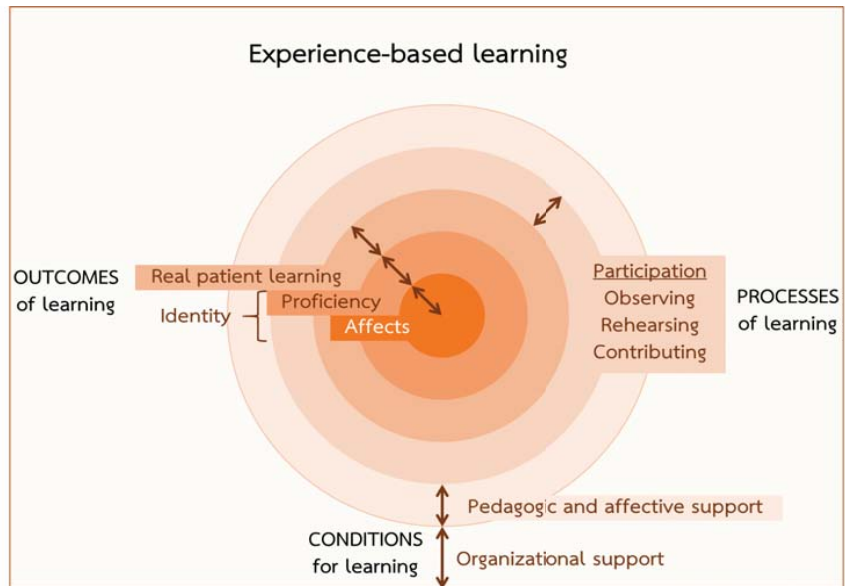 Experience-based learning
OUTCOMES
of learning
Real patient learning
Identity
Proficiency
Affects
Participation
Observing
Rehearsing
Contributing
PROCESSES
of learning
Pedagogic and affective support
CONDITIONS
for learning
Organizational support